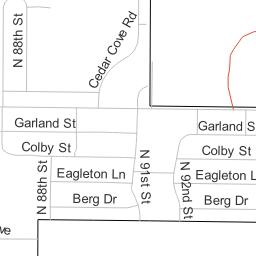 N 88th St
Cedar Cove Rd
Garland St
Garland S
Colby St
Colby St
N 88th St
Eagleton Ln
N 91st St
N 92nd St
Eagleton L
Berg Dr
Berg Dr
ve